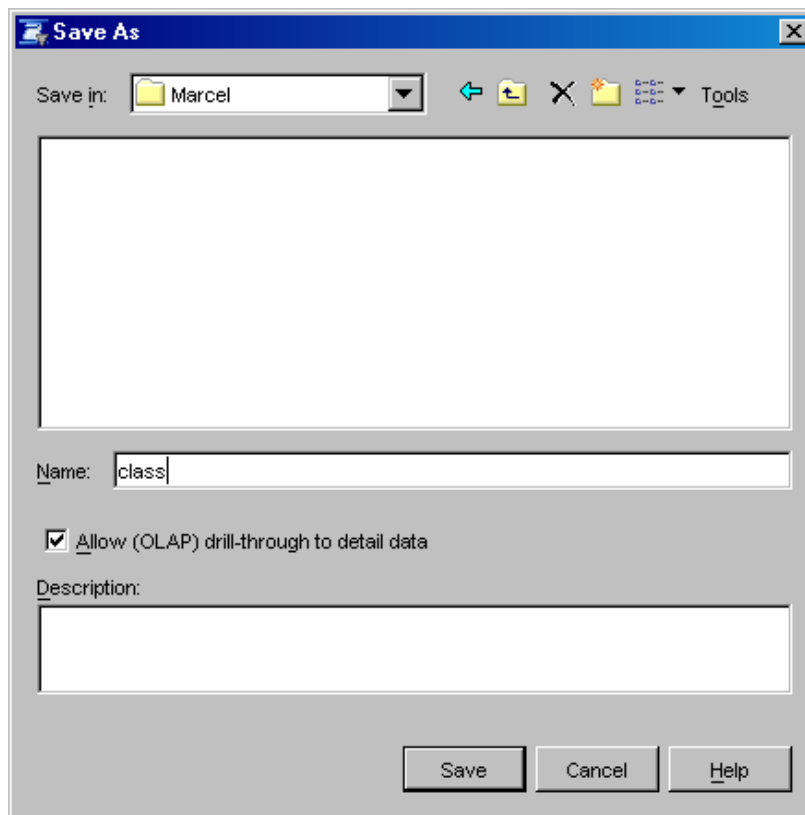 Save As
Save in: Marcel Tools
Name: class
Allow (OLAP) drill-through to detail data
Description:
Save Cancel Help